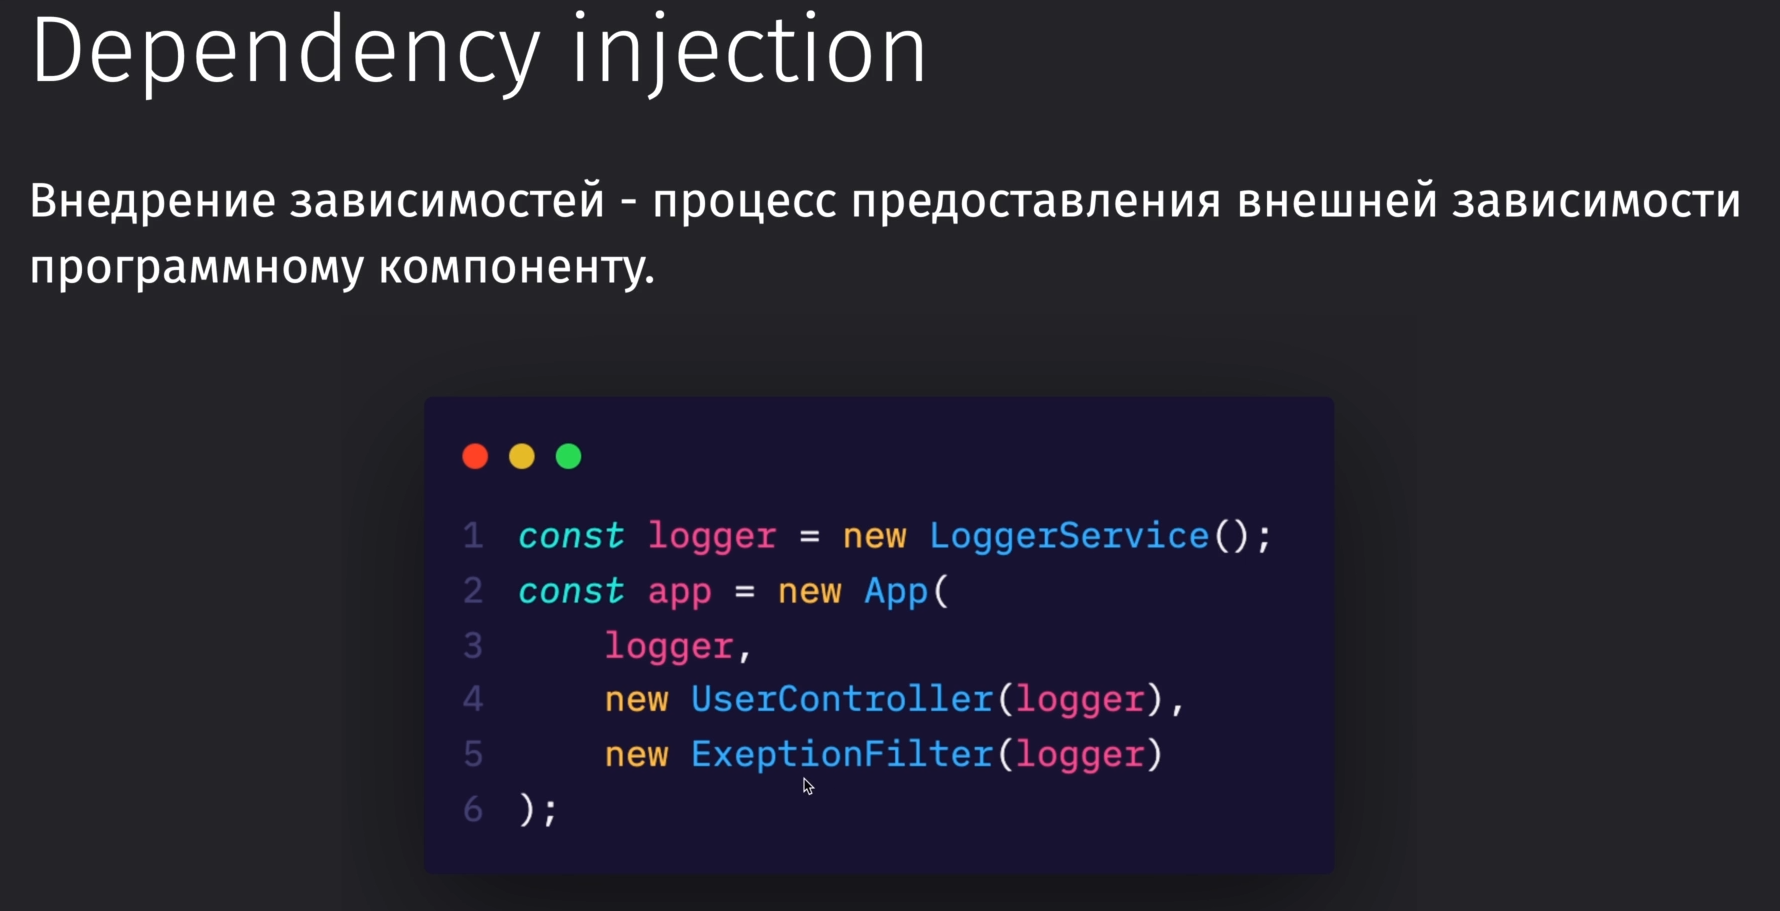 Dependency injection
Внедрение зависимостей - процесс предоставления внешней зависимости
программному компоненту.
1 const logger = new LoggerService();
2 const app = new App(
3     logger,
4     new UserController(logger),
5     new ExeptionFilter(logger)
6 );